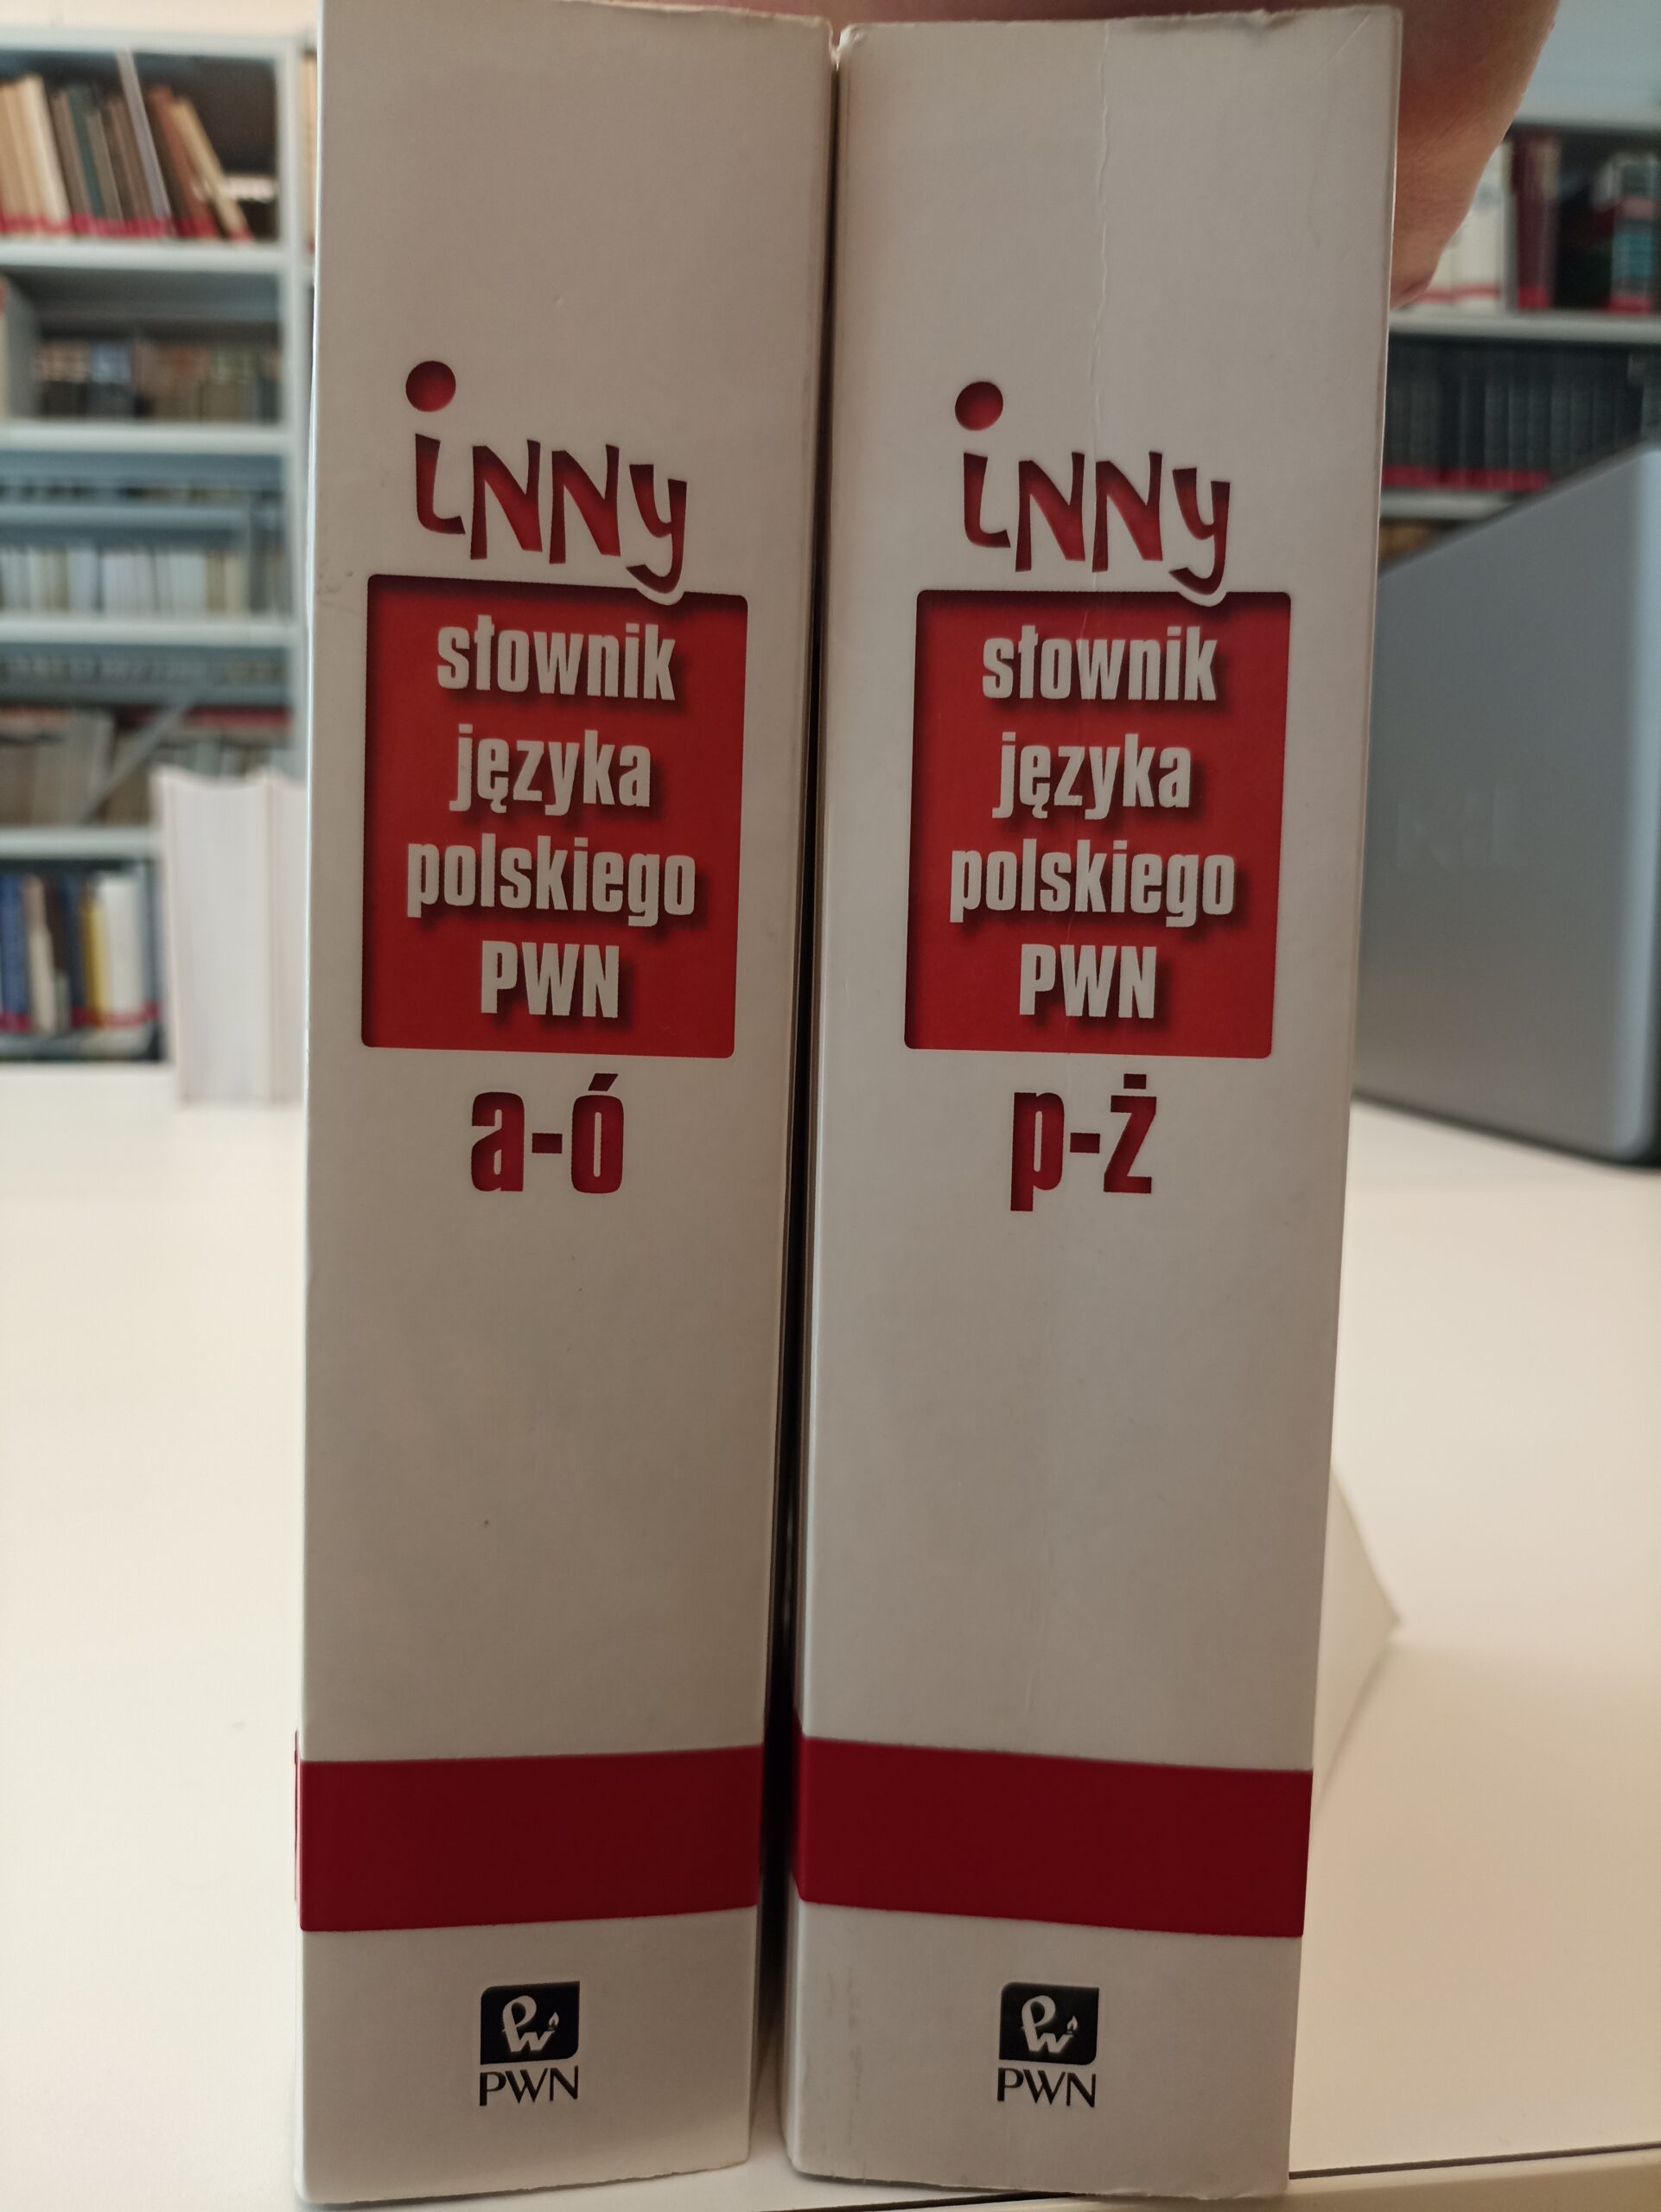 inny
słownik
języka
polskiego
PWN
a-ó
PWN
inny
słownik
języka
polskiego
PWN
p-ż
PWN